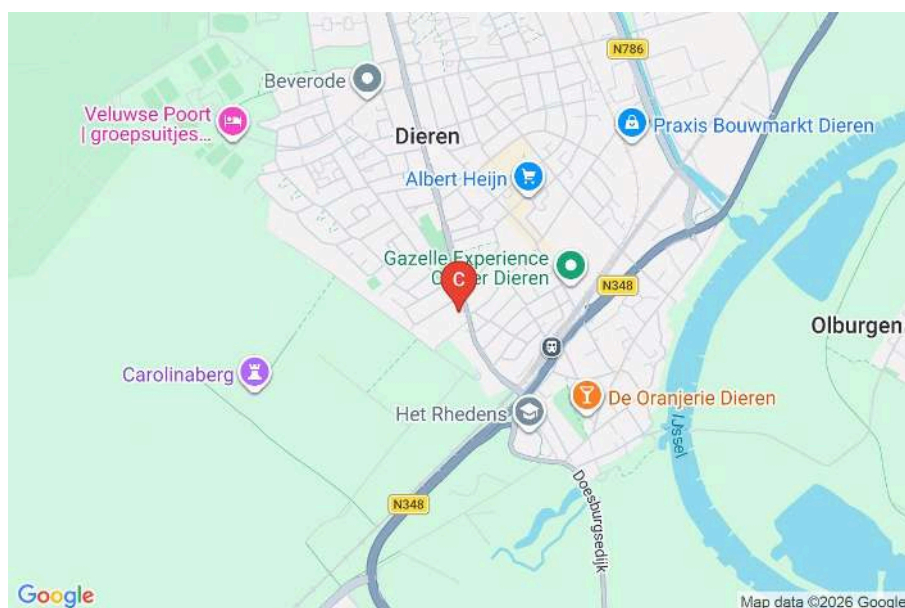 N786
Beverode
Veluwse Poort
| groepsuitjes...
Praxis Bouwmarkt Dieren
Dieren
Albert Heijn
Gazelle Experience
C
er Dieren
N348
Olburgen
Carolinaberg
De Oranjerie Dieren
Het Rhedens
IJssel
Doesburgsedijk
N348
Google
Map data ©2026 Google